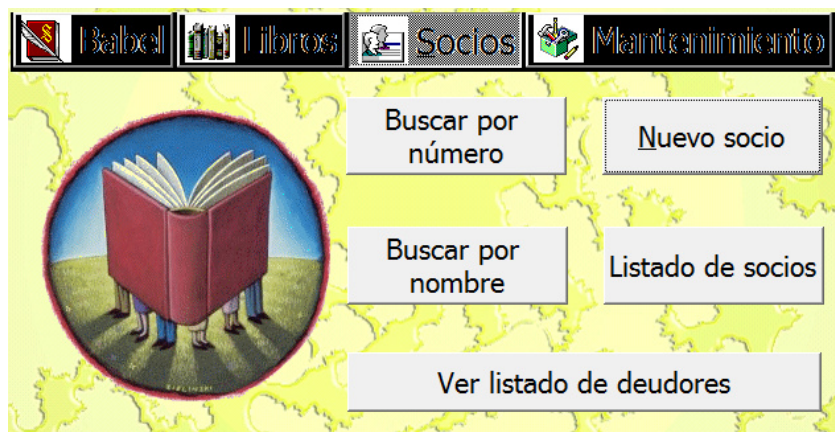 Babel Libros Socios Mantenimiento
Buscar por
número
Nuevo socio
Buscar por
nombre
Listado de socios
Ver listado de deudores